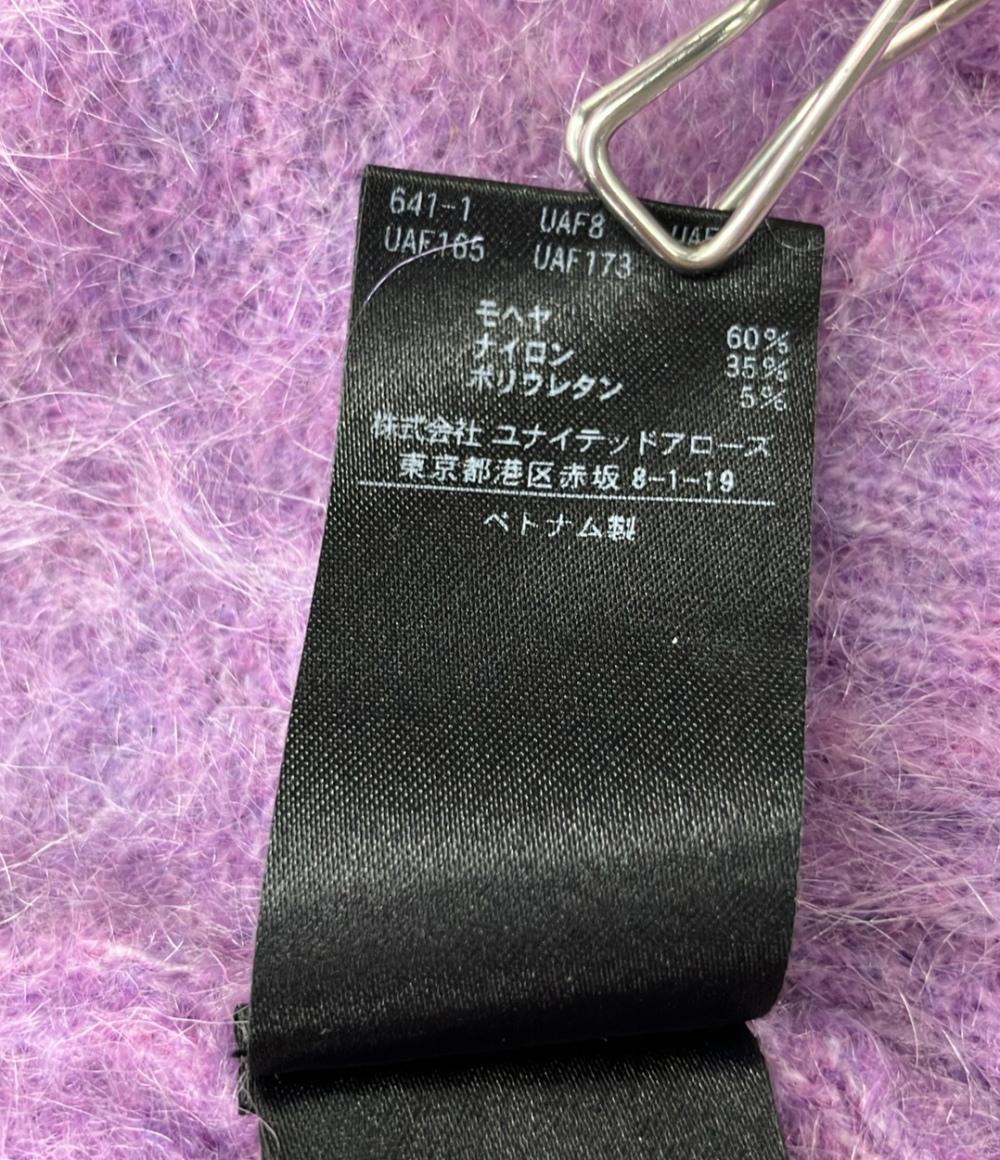 641-1 UAF8
UAF165 UAF173
モヘヤ 60%
ナイロン 35%
ポリウレタン 5%
株式会社 ユナイテッドアローズ
東京都港区赤坂 8-1-19
ベトナム製